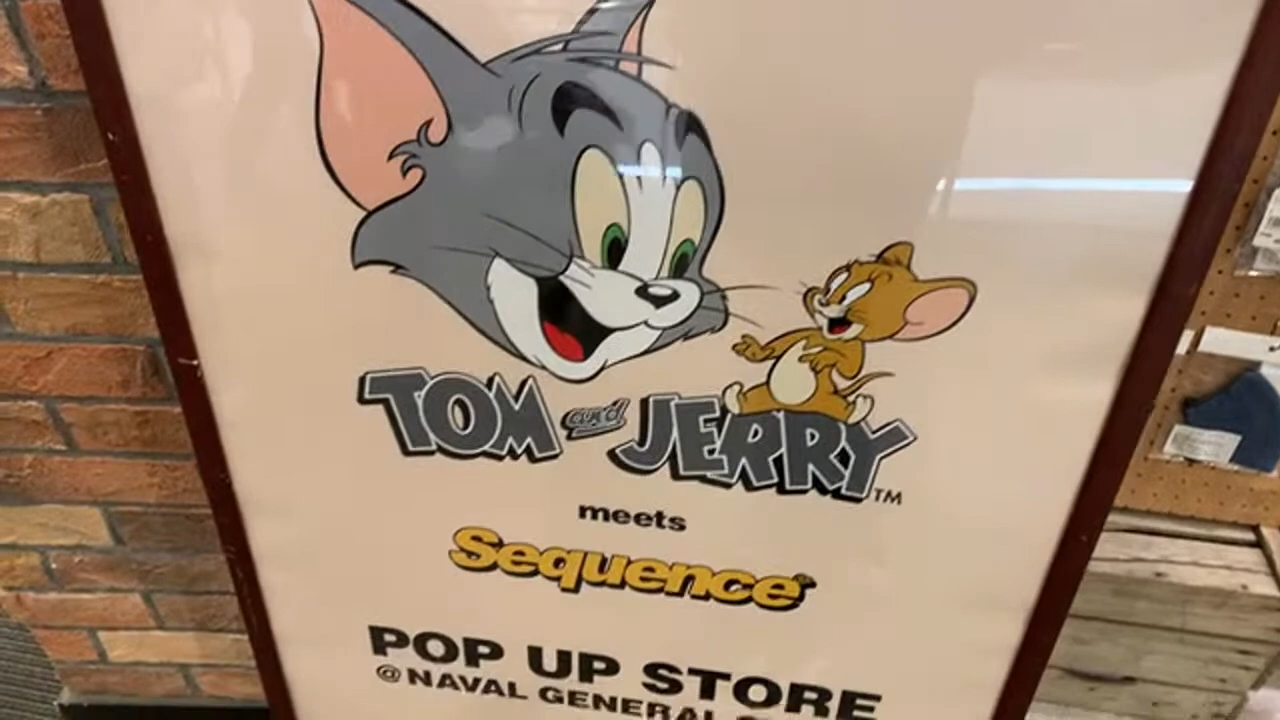 TOM and JERRY™
meets
Sequence®
POP UP STORE
@NAVAL GENERAL